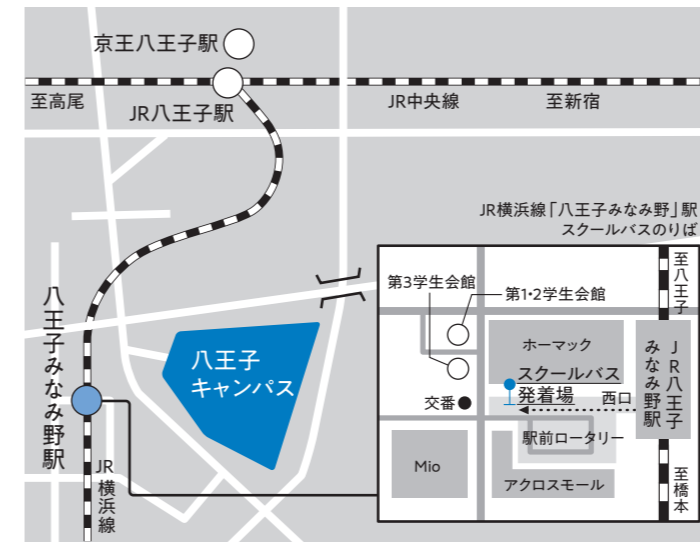 京王八王子駅
至高尾
JR八王子駅
JR中央線
至新宿
JR横浜線「八王子みなみ野」駅
スクールバスのりば
八王子みなみ野駅
八王子
キャンパス
JR横浜線
第3学生会館
第1・2学生会館
至八王子
ホーマック
JR八王子
みなみ野駅
スクールバス
発着場
西口
交番
駅前ロータリー
Mio
アクロスモール
至橋本